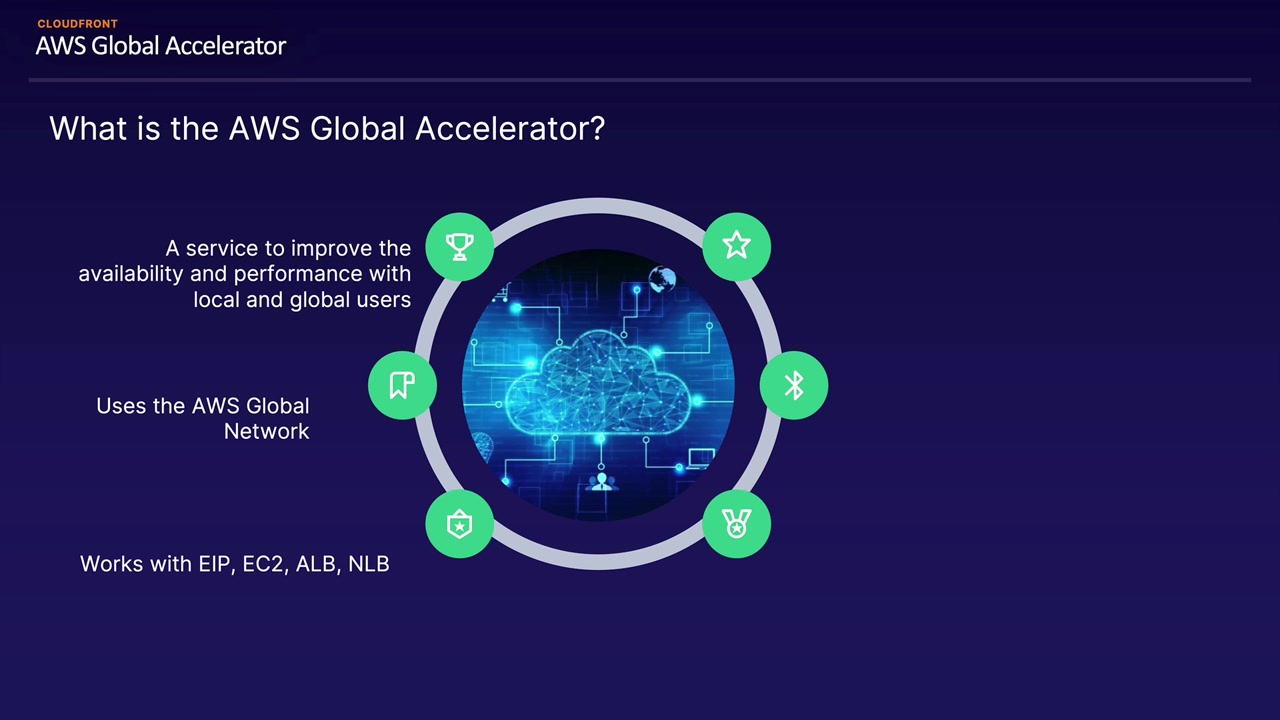 CLOUDFRONT
AWS Global Accelerator
What is the AWS Global Accelerator?
A service to improve the
availability and performance with
local and global users
Uses the AWS Global
Network
Works with EIP, EC2, ALB, NLB